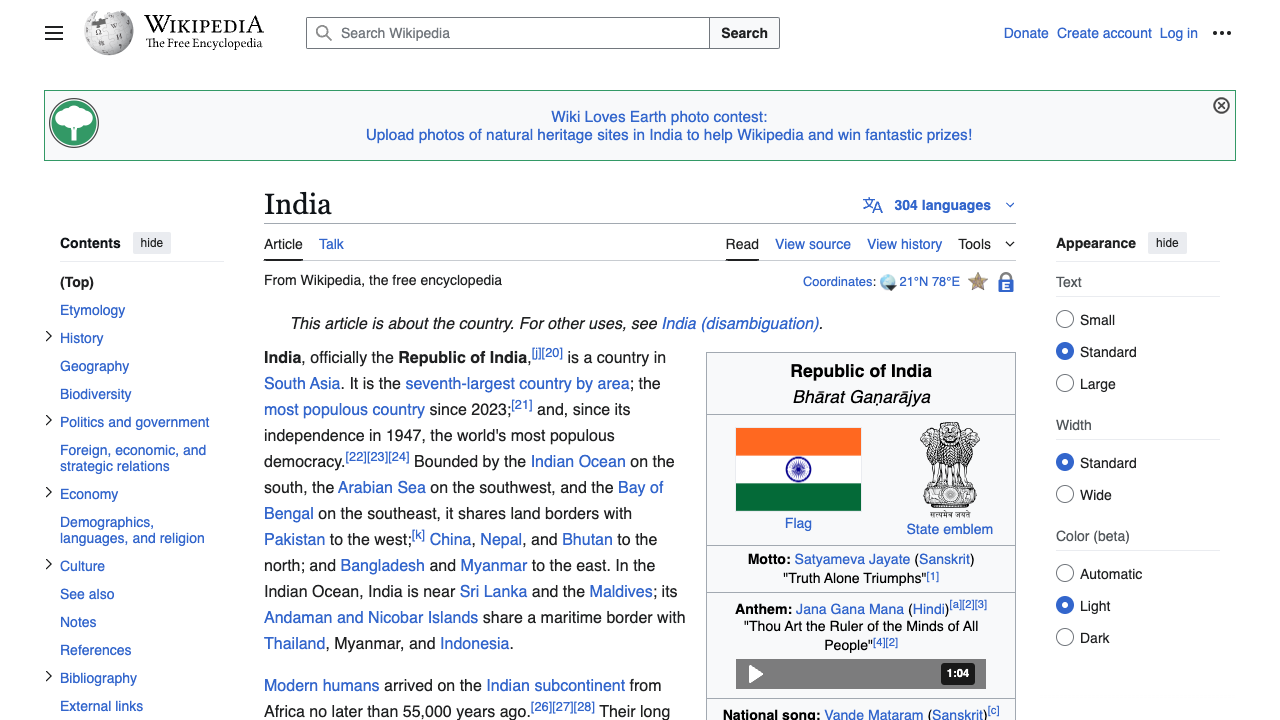 WIKIPEDIA
The Free Encyclopedia
Search Wikipedia
Search
Donate
Create account
Log in
Wiki Loves Earth photo contest:
Upload photos of natural heritage sites in India to help Wikipedia and win fantastic prizes!
Contents
hide
(Top)
Etymology
History
Geography
Biodiversity
Politics and government
Foreign, economic, and
strategic relations
Economy
Demographics,
languages, and religion
Culture
See also
Notes
References
Bibliography
External links
India
304 languages
Article
Talk
Read
View source
View history
Tools
From Wikipedia, the free encyclopedia
Coordinates: 21°N 78°E
E
This article is about the country. For other uses, see India (disambiguation).
India, officially the Republic of India,[j][20] is a country in
South Asia. It is the seventh-largest country by area; the
most populous country since 2023;[21] and, since its
independence in 1947, the world's most populous
democracy.[22][23][24] Bounded by the Indian Ocean on the
south, the Arabian Sea on the southwest, and the Bay of
Bengal on the southeast, it shares land borders with
Pakistan to the west;[k] China, Nepal, and Bhutan to the
north; and Bangladesh and Myanmar to the east. In the
Indian Ocean, India is near Sri Lanka and the Maldives; its
Andaman and Nicobar Islands share a maritime border with
Thailand, Myanmar, and Indonesia.
Modern humans arrived on the Indian subcontinent from
Africa no later than 55,000 years ago.[26][27][28] Their long
Republic of India
Bhārat Gaṇarājya
सत्यमेव जयते
Flag
State emblem
Motto: Satyameva Jayate (Sanskrit)
"Truth Alone Triumphs"[1]
Anthem: Jana Gana Mana (Hindi)[a][2][3]
"Thou Art the Ruler of the Minds of All
People"[4][2]
1:04
National song: Vande Mataram (Sanskrit)[c]
Appearance
hide
Text
Small
Standard
Large
Width
Standard
Wide
Color (beta)
Automatic
Light
Dark